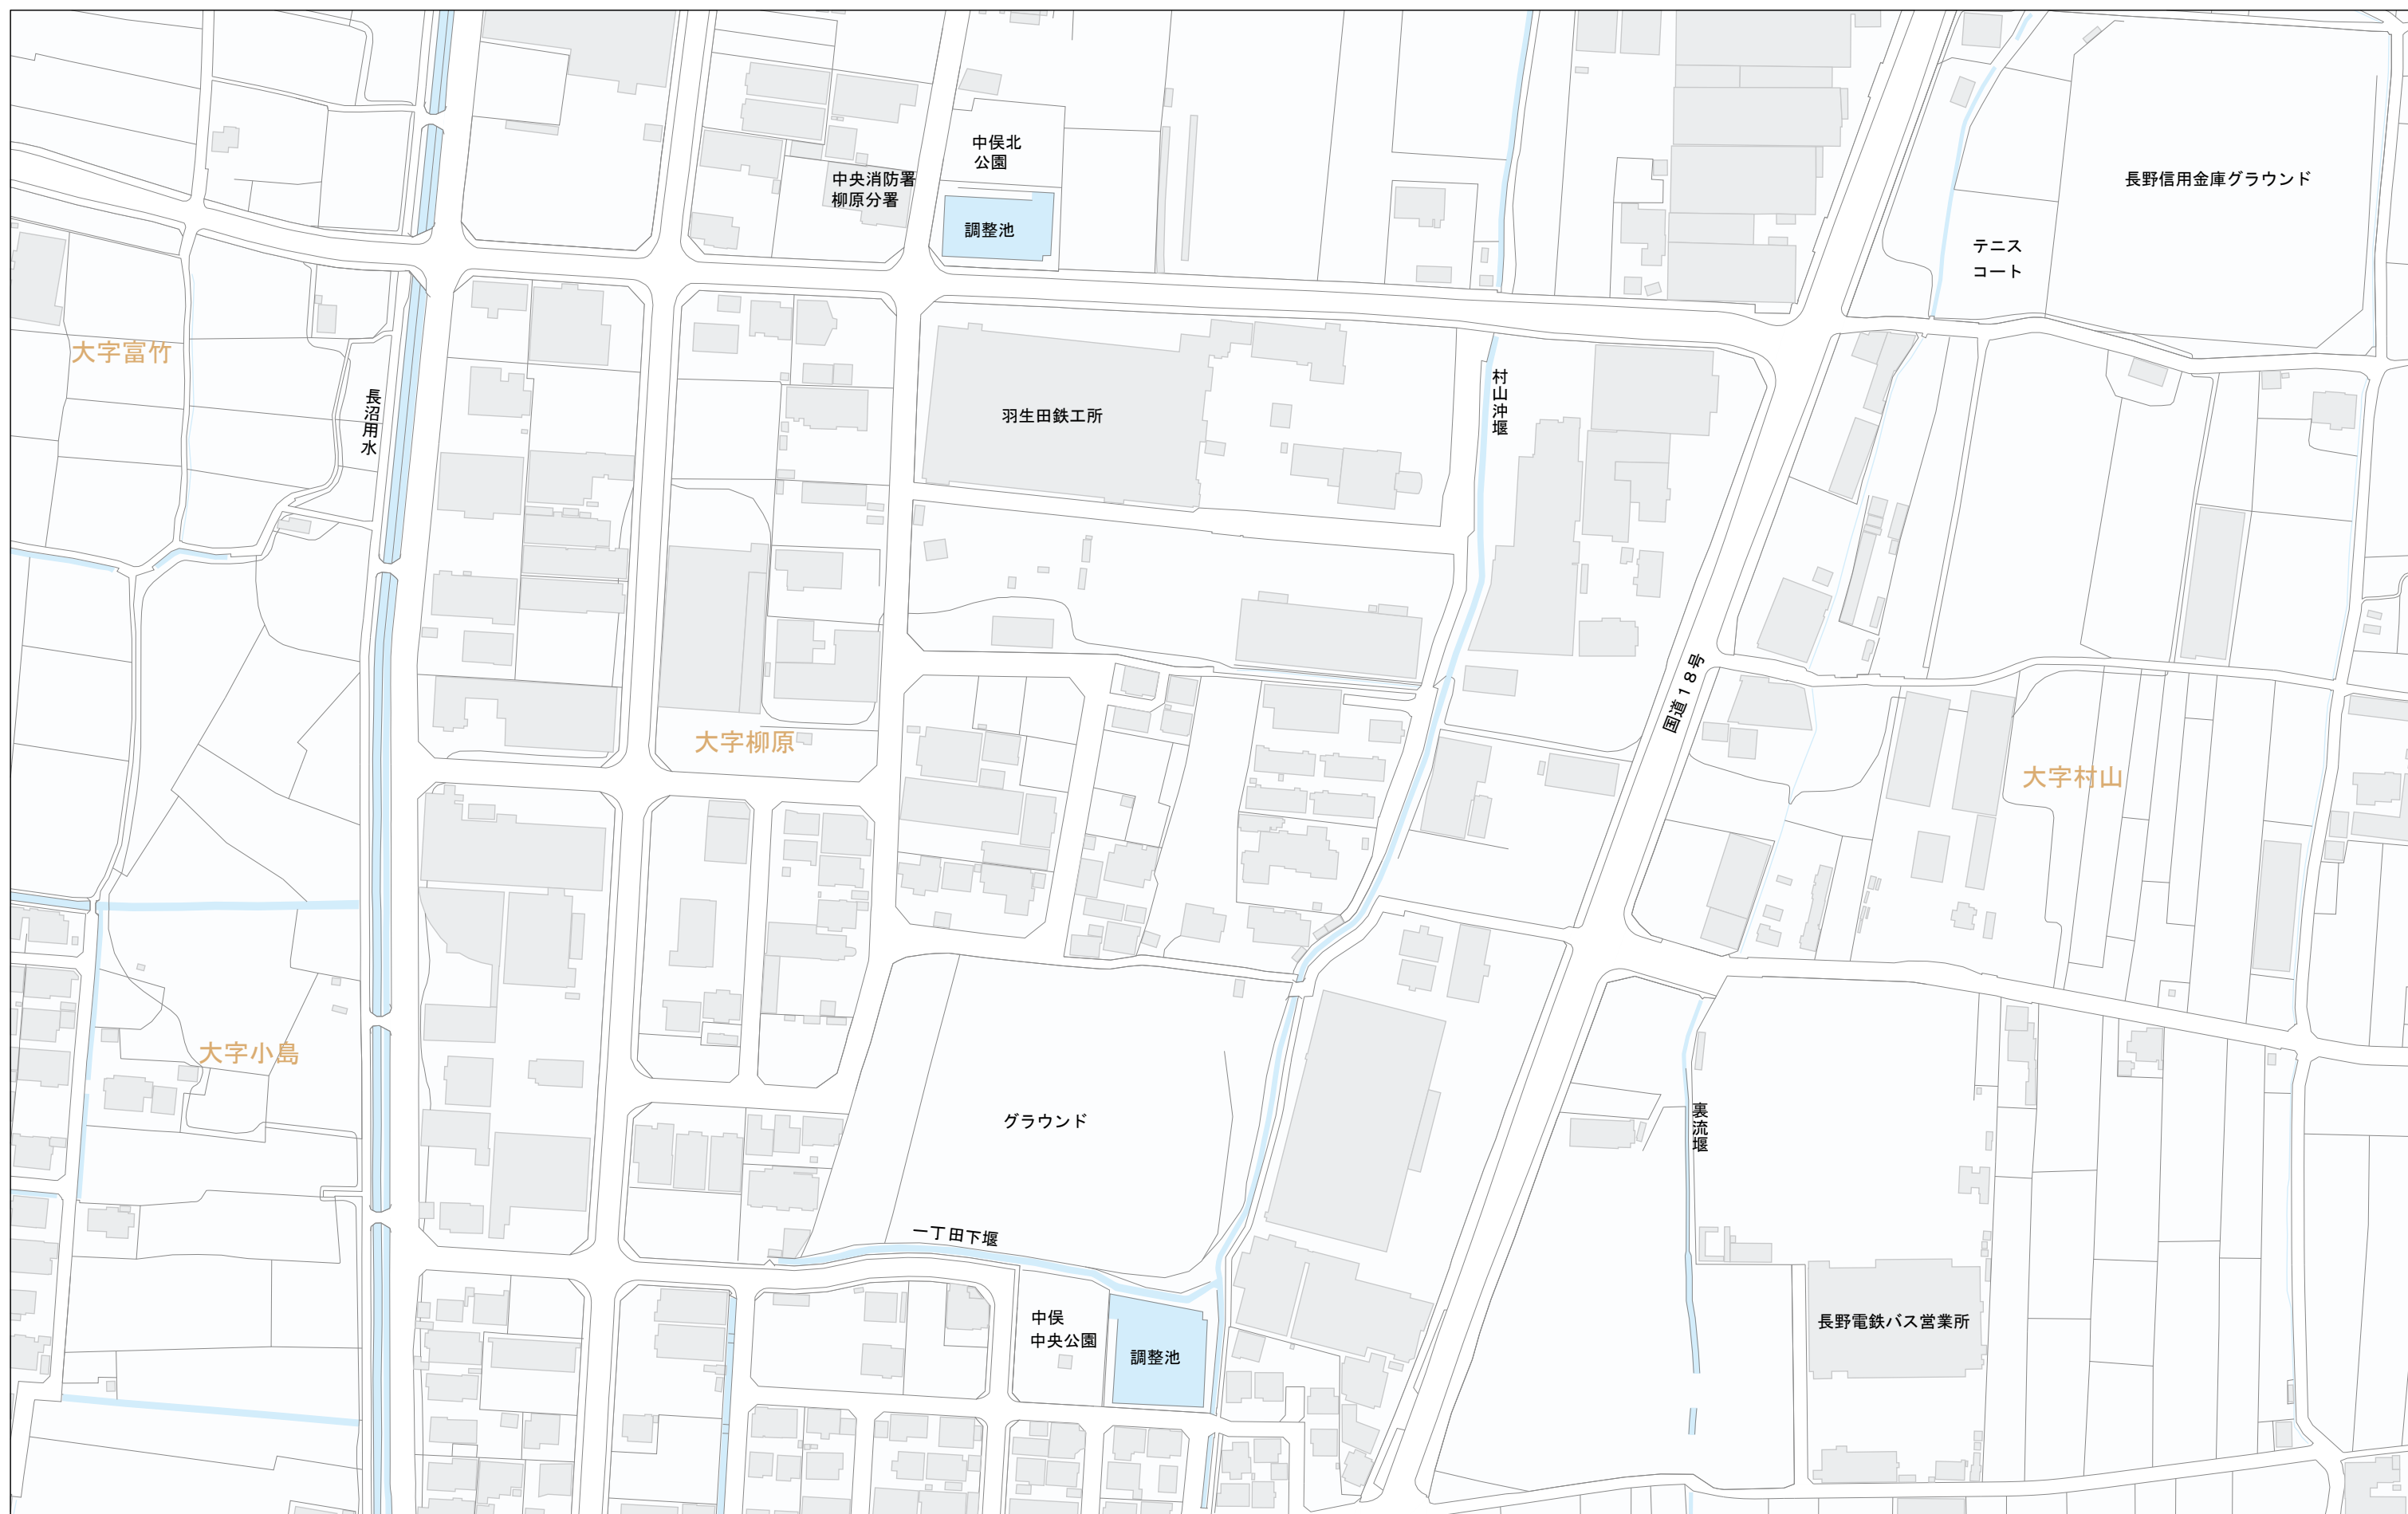 中俣北
公園
中央消防署
柳原分署
長野信用金庫グラウンド
調整池
テニス
コート
大字富竹
長沼用水
羽生田鉄工所
村山沖堰
国道18号
大字柳原
大字村山
大字小島
グラウンド
裏流堰
一丁田下堰
中俣
中央公園
調整池
長野電鉄バス営業所